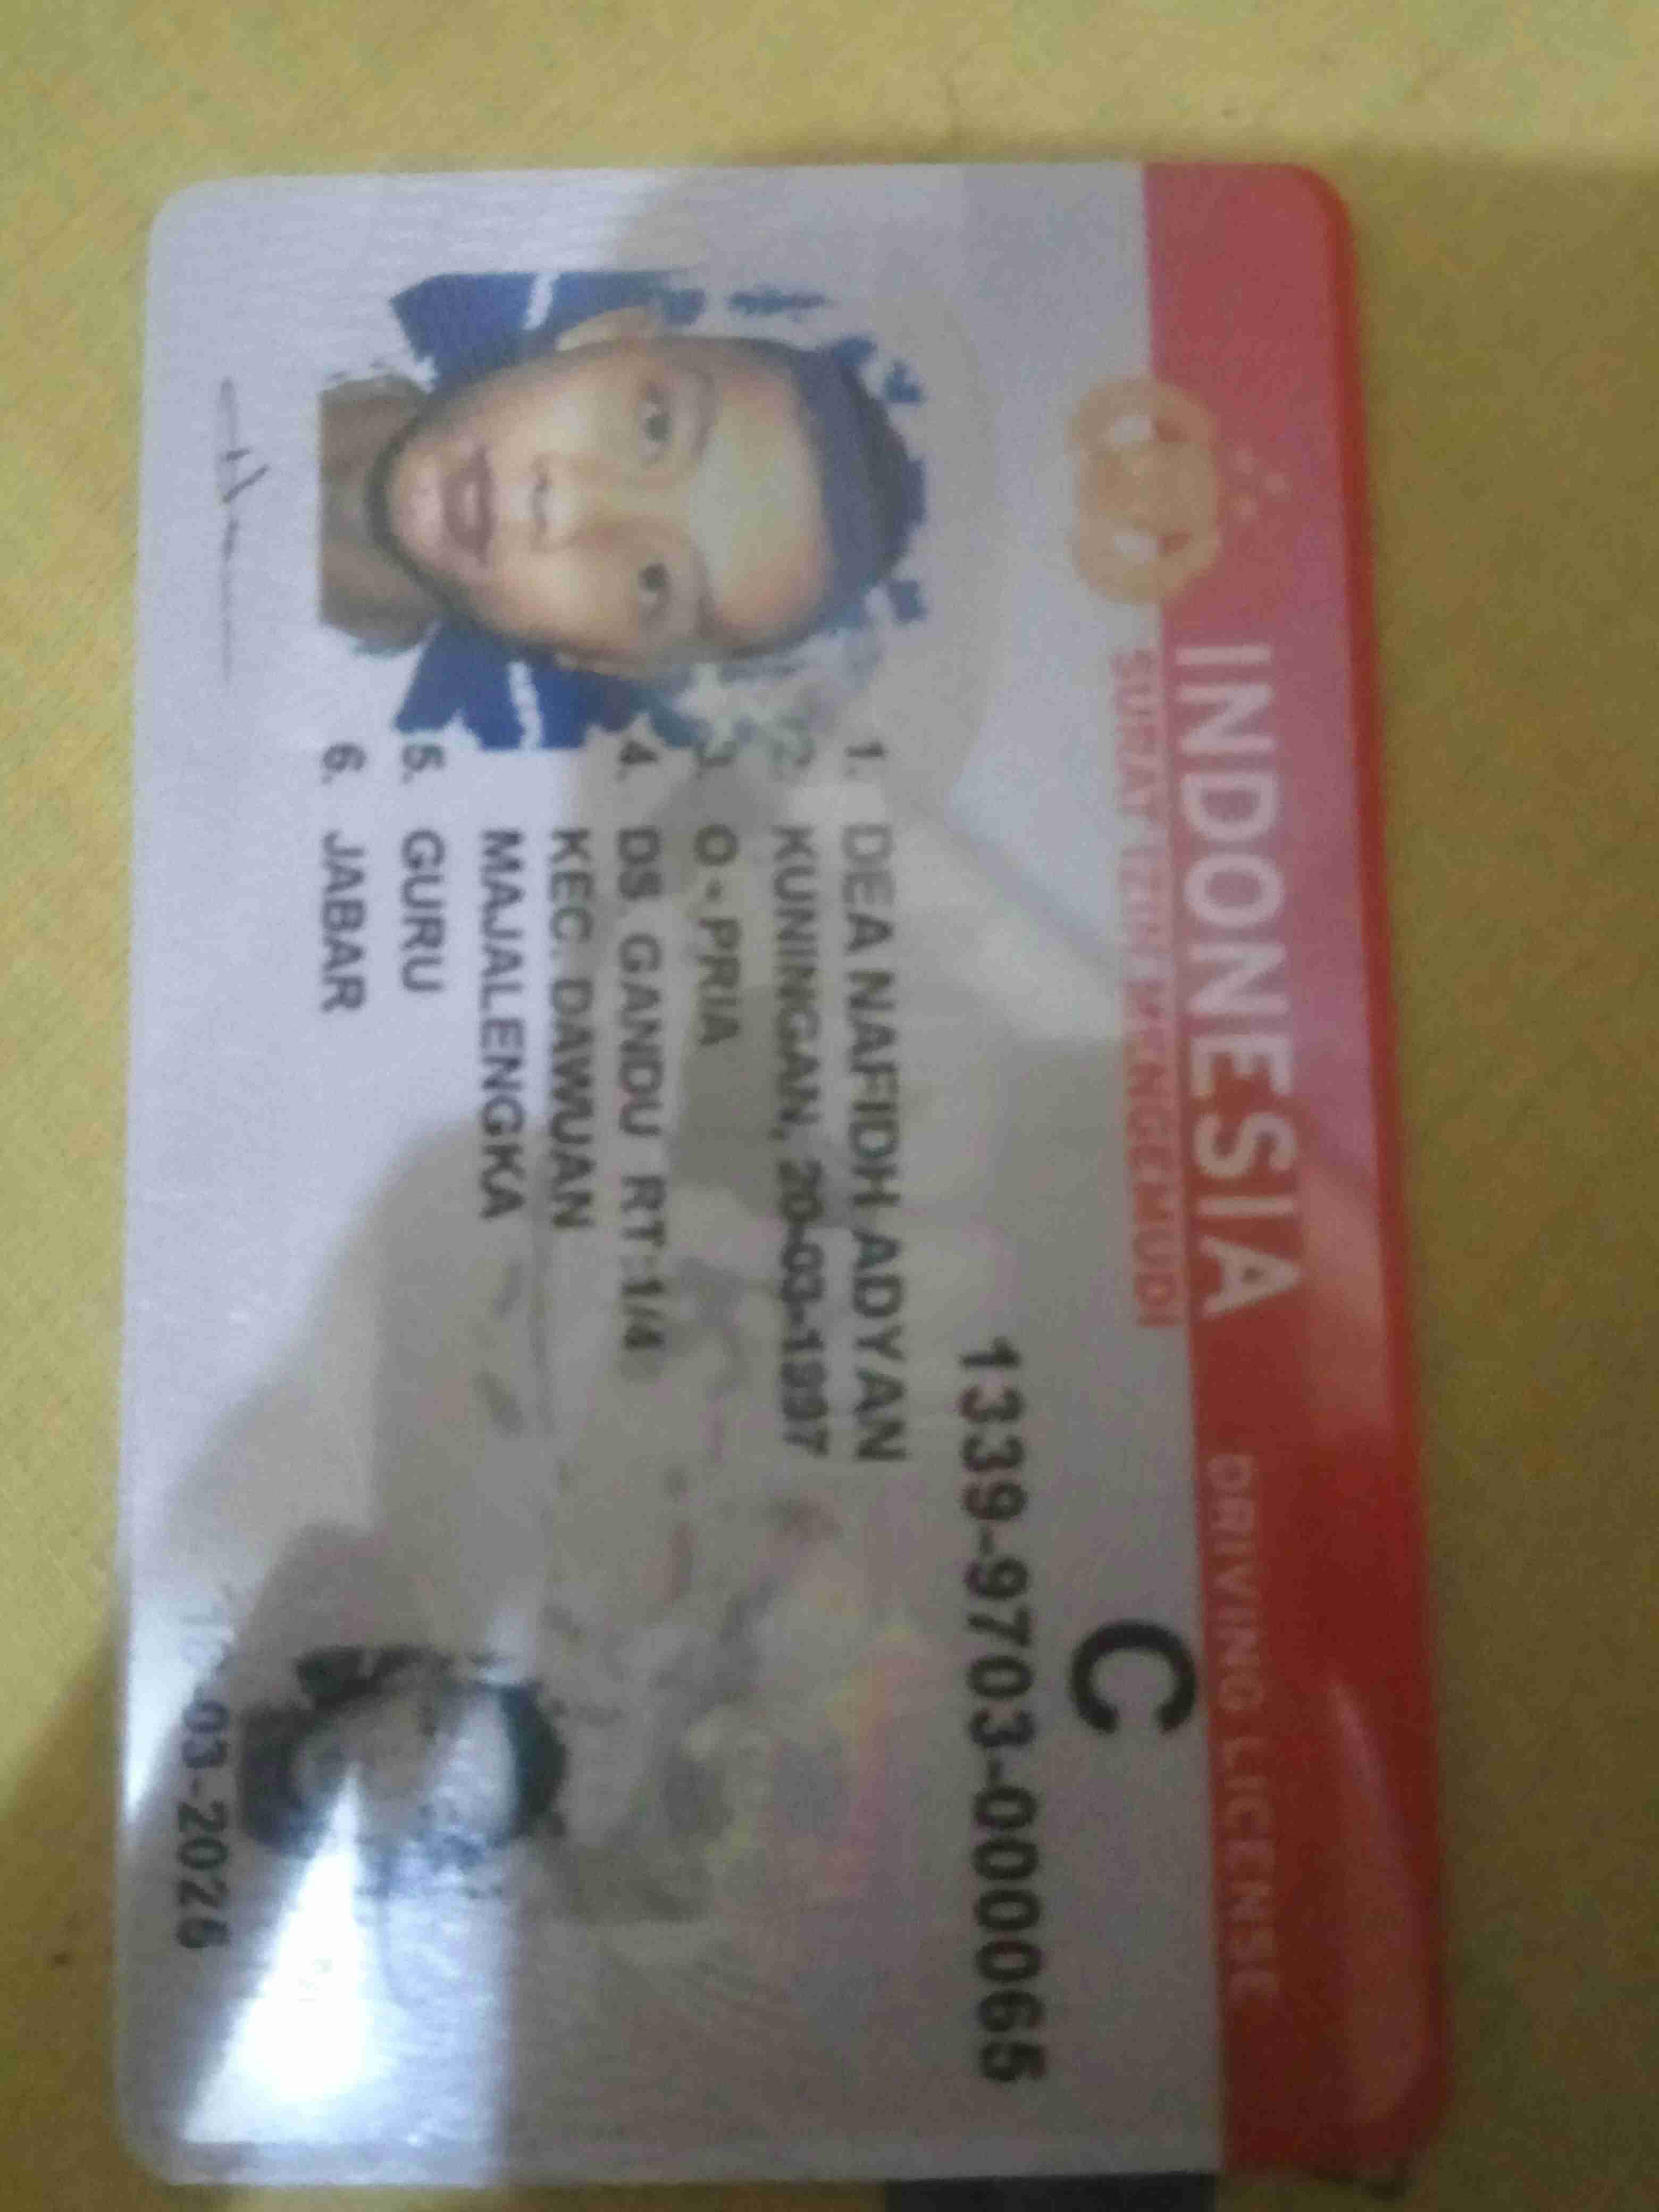 INDONESIA DRIVING LICENSE
SURAT IZIN MENGEMUDI
C
1339-9703-000065
1. DEA NAFIDH ADYAN
2. KUNINGAN, 20-03-1997
3. O - PRIA
4. DS. GANDU RT:1/4
KEC. DAWUAN
MAJALENGKA
5. GURU
6. JABAR
03-2026